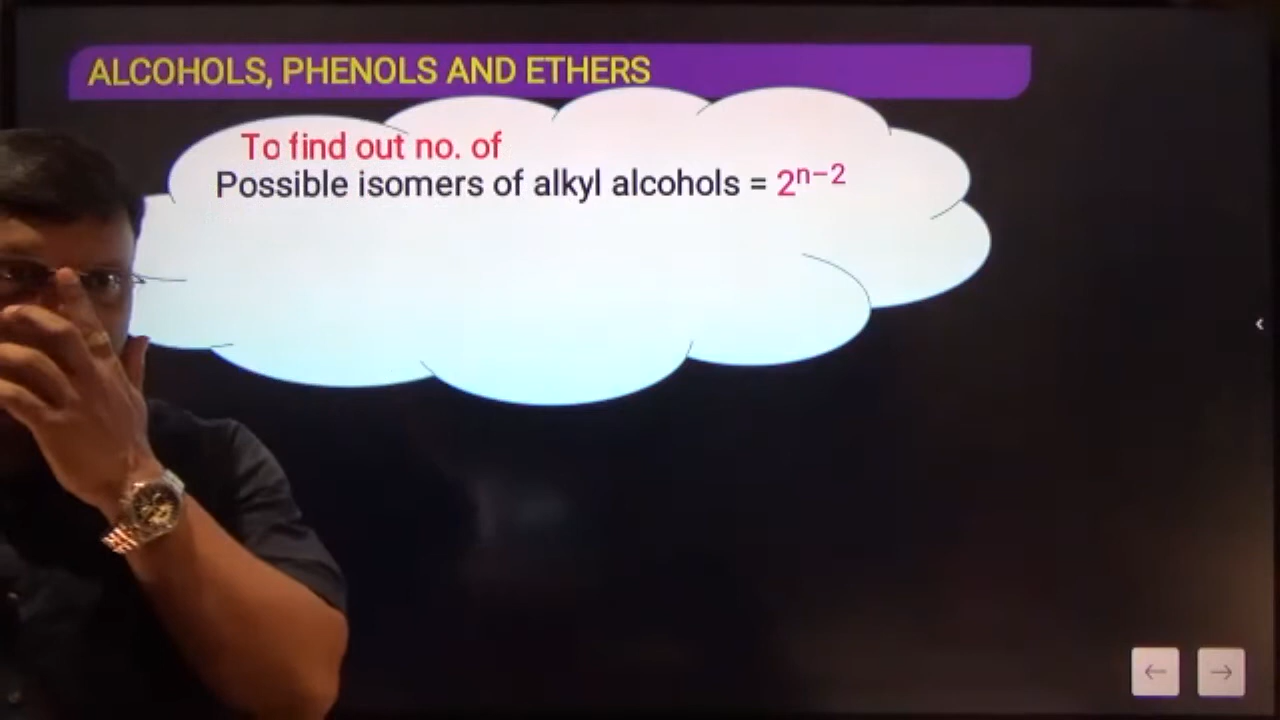 ALCOHOLS, PHENOLS AND ETHERS
To find out no. of
Possible isomers of alkyl alcohols = 2ⁿ⁻²